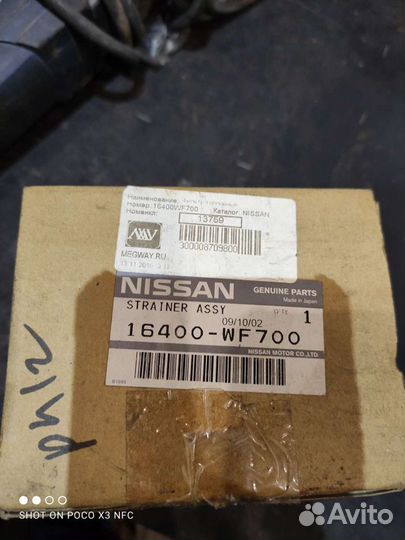 Наименование: Фильтр топливный
Номер: 16400WF700 Каталог: NISSAN
Номенкл: 13759
MEGWAY.RU
300008709800
NISSAN GENUINE PARTS
Made in Japan
STRAINER ASSY
09/10/02 1
16400-WF700
NISSAN MOTOR CO.,LTD.
SHOT ON POCO X3 NFC
Avito